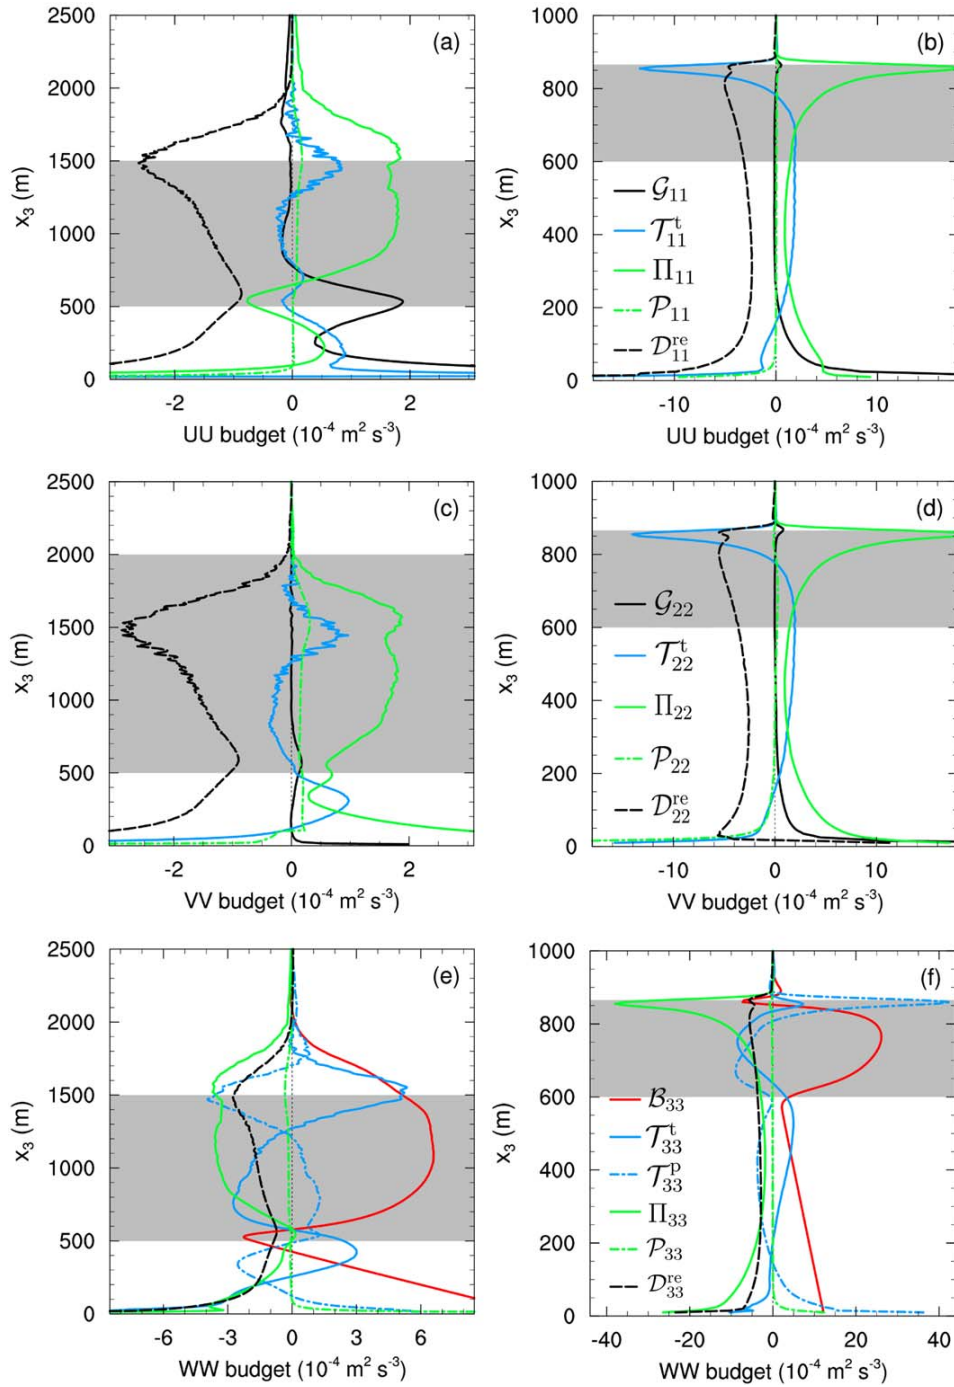 2500
2000
1500
1000
500
0
x₃ (m)
(a)
-2 0 2
UU budget (10⁻⁴ m² s⁻³)
1000
800
600
400
200
0
x₃ (m)
(b)
𝒢₁₁
𝒯₁₁ᵗ
Π₁₁
𝒫₁₁
𝒟₁₁ʳᵉ
-10 0 10
UU budget (10⁻⁴ m² s⁻³)
2500
2000
1500
1000
500
0
x₃ (m)
(c)
-2 0 2
VV budget (10⁻⁴ m² s⁻³)
1000
800
600
400
200
0
x₃ (m)
(d)
𝒢₂₂
𝒯₂₂ᵗ
Π₂₂
𝒫₂₂
𝒟₂₂ʳᵉ
-10 0 10
VV budget (10⁻⁴ m² s⁻³)
2500
2000
1500
1000
500
0
x₃ (m)
(e)
-6 -3 0 3 6
WW budget (10⁻⁴ m² s⁻³)
1000
800
600
400
200
0
x₃ (m)
(f)
ℬ₃₃
𝒯₃₃ᵗ
𝒯₃₃ᵖ
Π₃₃
𝒫₃₃
𝒟₃₃ʳᵉ
-40 -20 0 20 40
WW budget (10⁻⁴ m² s⁻³)